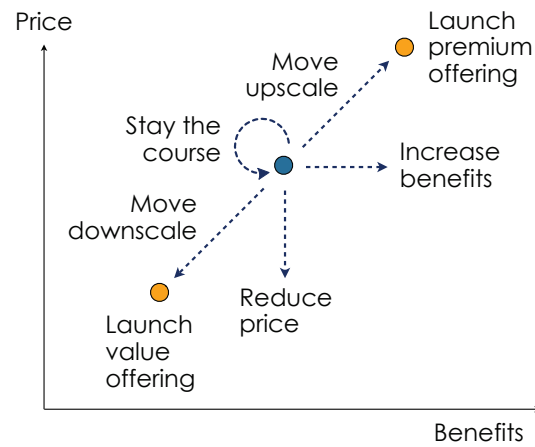 Price
Launch
premium
offering
Move
upscale
Stay the
course
Increase
benefits
Move
downscale
Reduce
price
Launch
value
offering
Benefits